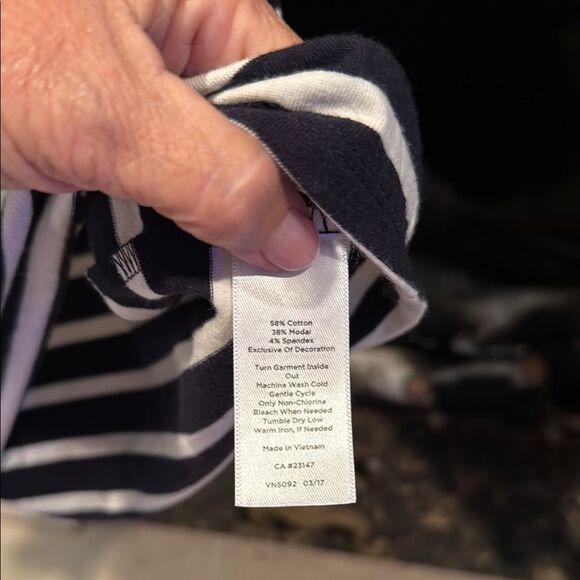 58% Cotton
38% Modal
4% Spandex
Exclusive Of Decoration
Turn Garment Inside
Out
Machine Wash Cold
Gentle Cycle
Only Non-Chlorine
Bleach When Needed
Tumble Dry Low
Warm Iron, If Needed
Made in Vietnam
CA #23147
VNS092 03/17